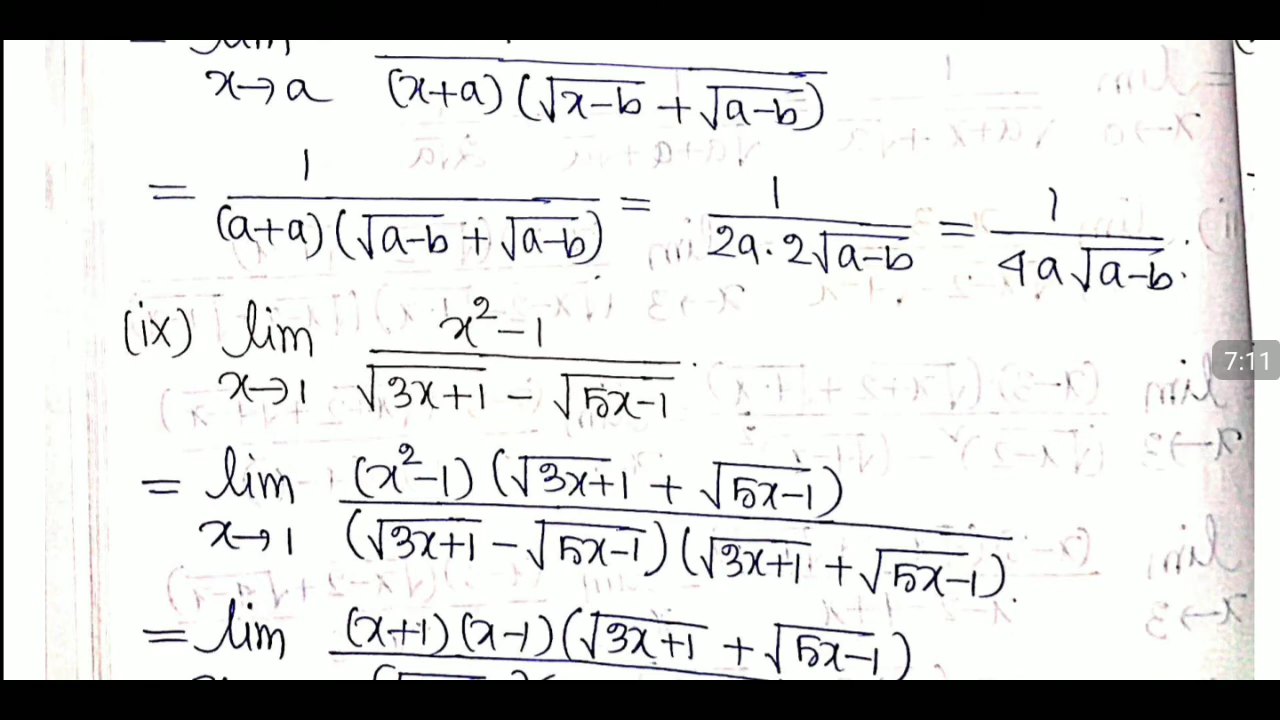 x→a (x+a)(√x-b + √a-b)
= 1/((a+a)(√a-b + √a-b)) = 1/(2a·2√a-b) = 1/(4a√a-b).
(ix) lim x→1 (x²-1)/(√3x+1 - √5x-1)
= lim x→1 (x²-1)(√3x+1 + √5x-1)/((√3x+1 - √5x-1)(√3x+1 + √5x-1)).
= lim (x+1)(x-1)(√3x+1 + √5x-1)
7:11